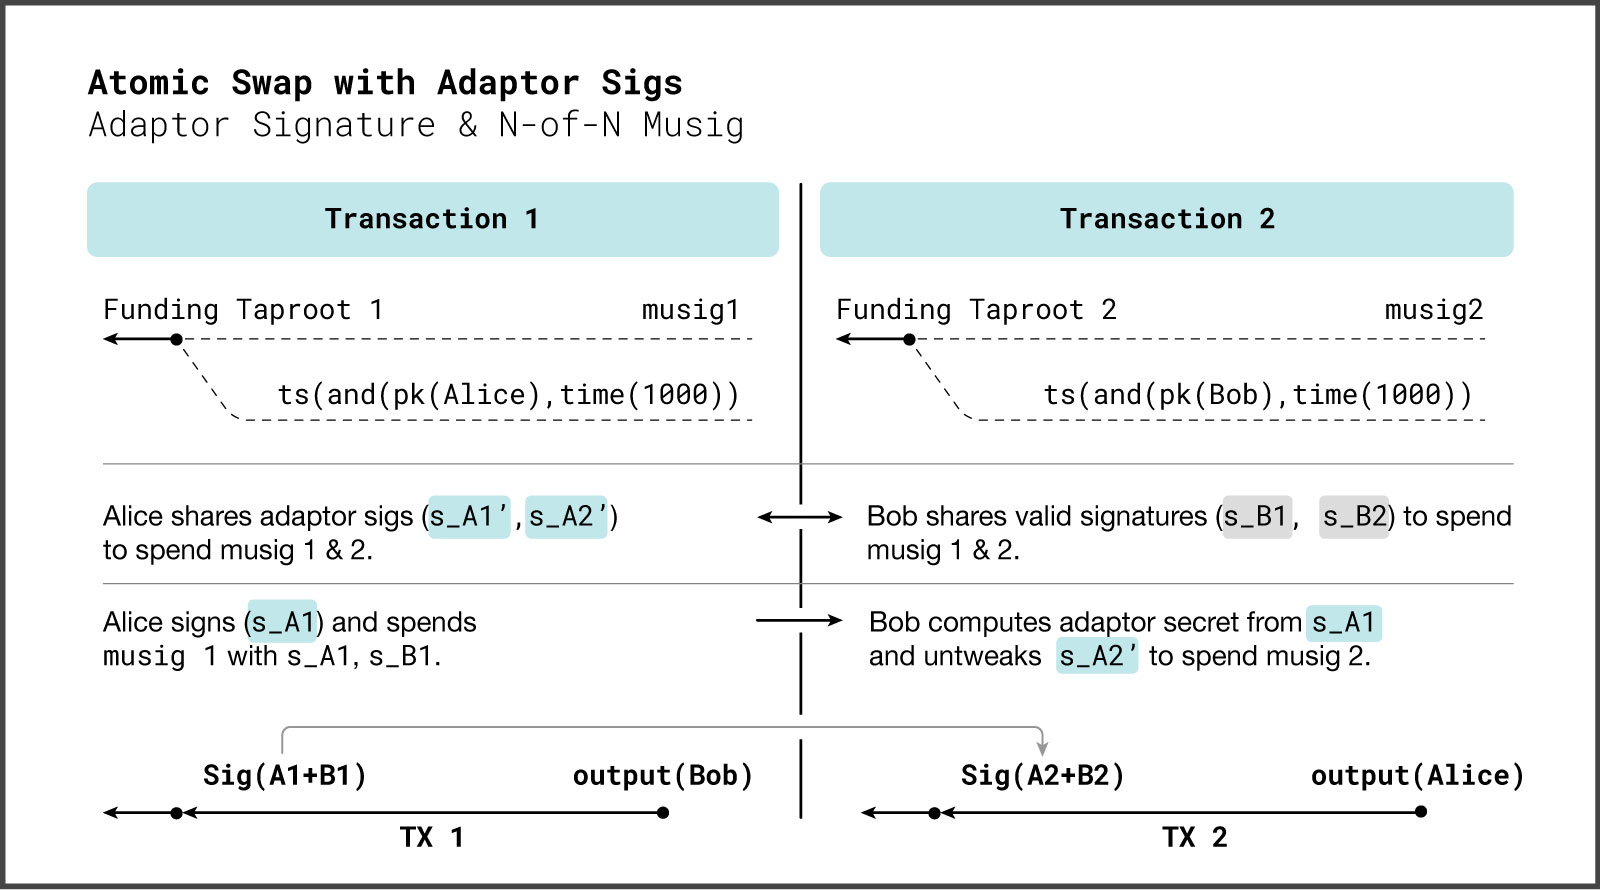 Atomic Swap with Adaptor Sigs
Adaptor Signature & N-of-N Musig
Transaction 1
Transaction 2
Funding Taproot 1
musig1
ts(and(pk(Alice),time(1000))
Funding Taproot 2
musig2
ts(and(pk(Bob),time(1000))
Alice shares adaptor sigs (s_A1’,s_A2’)
to spend musig 1 & 2.
Bob shares valid signatures (s_B1, s_B2) to spend
musig 1 & 2.
Alice signs (s_A1) and spends
musig 1 with s_A1, s_B1.
Bob computes adaptor secret from s_A1
and untweaks s_A2’ to spend musig 2.
Sig(A1+B1)
output(Bob)
TX 1
Sig(A2+B2)
output(Alice)
TX 2